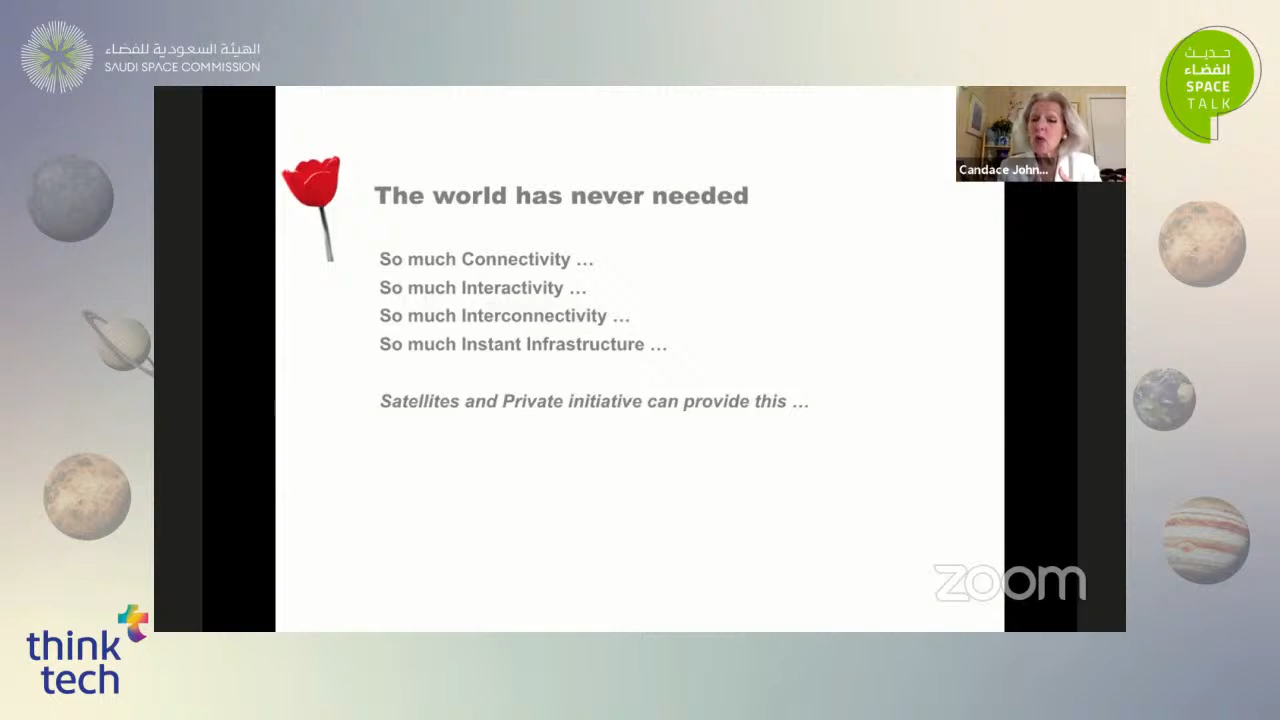 الهيئة السعودية للفضاء
SAUDI SPACE COMMISSION
حديث
الفضاء
SPACE
TALK
Candace John...
The world has never needed
So much Connectivity …
So much Interactivity …
So much Interconnectivity …
So much Instant Infrastructure …
Satellites and Private initiative can provide this …
zoom
think
tech